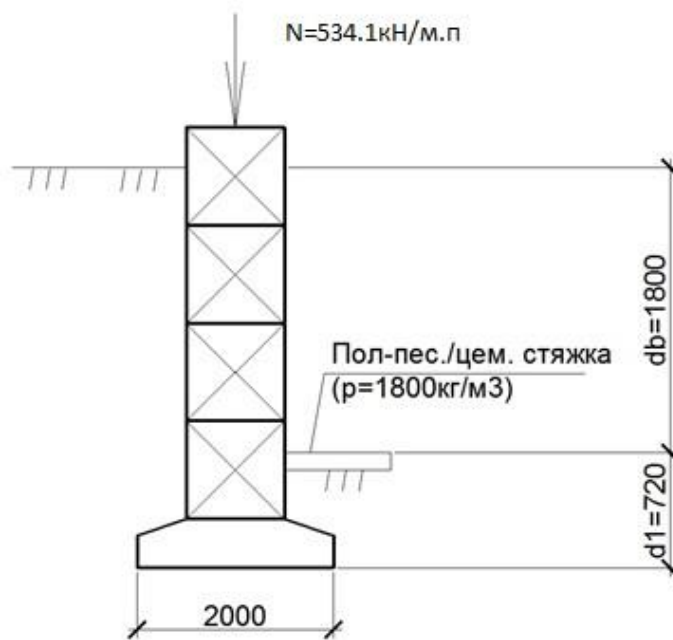 N=534.1кН/м.п
db=1800
Пол-пес./цем. стяжка
(p=1800кг/м3)
d1=720
2000